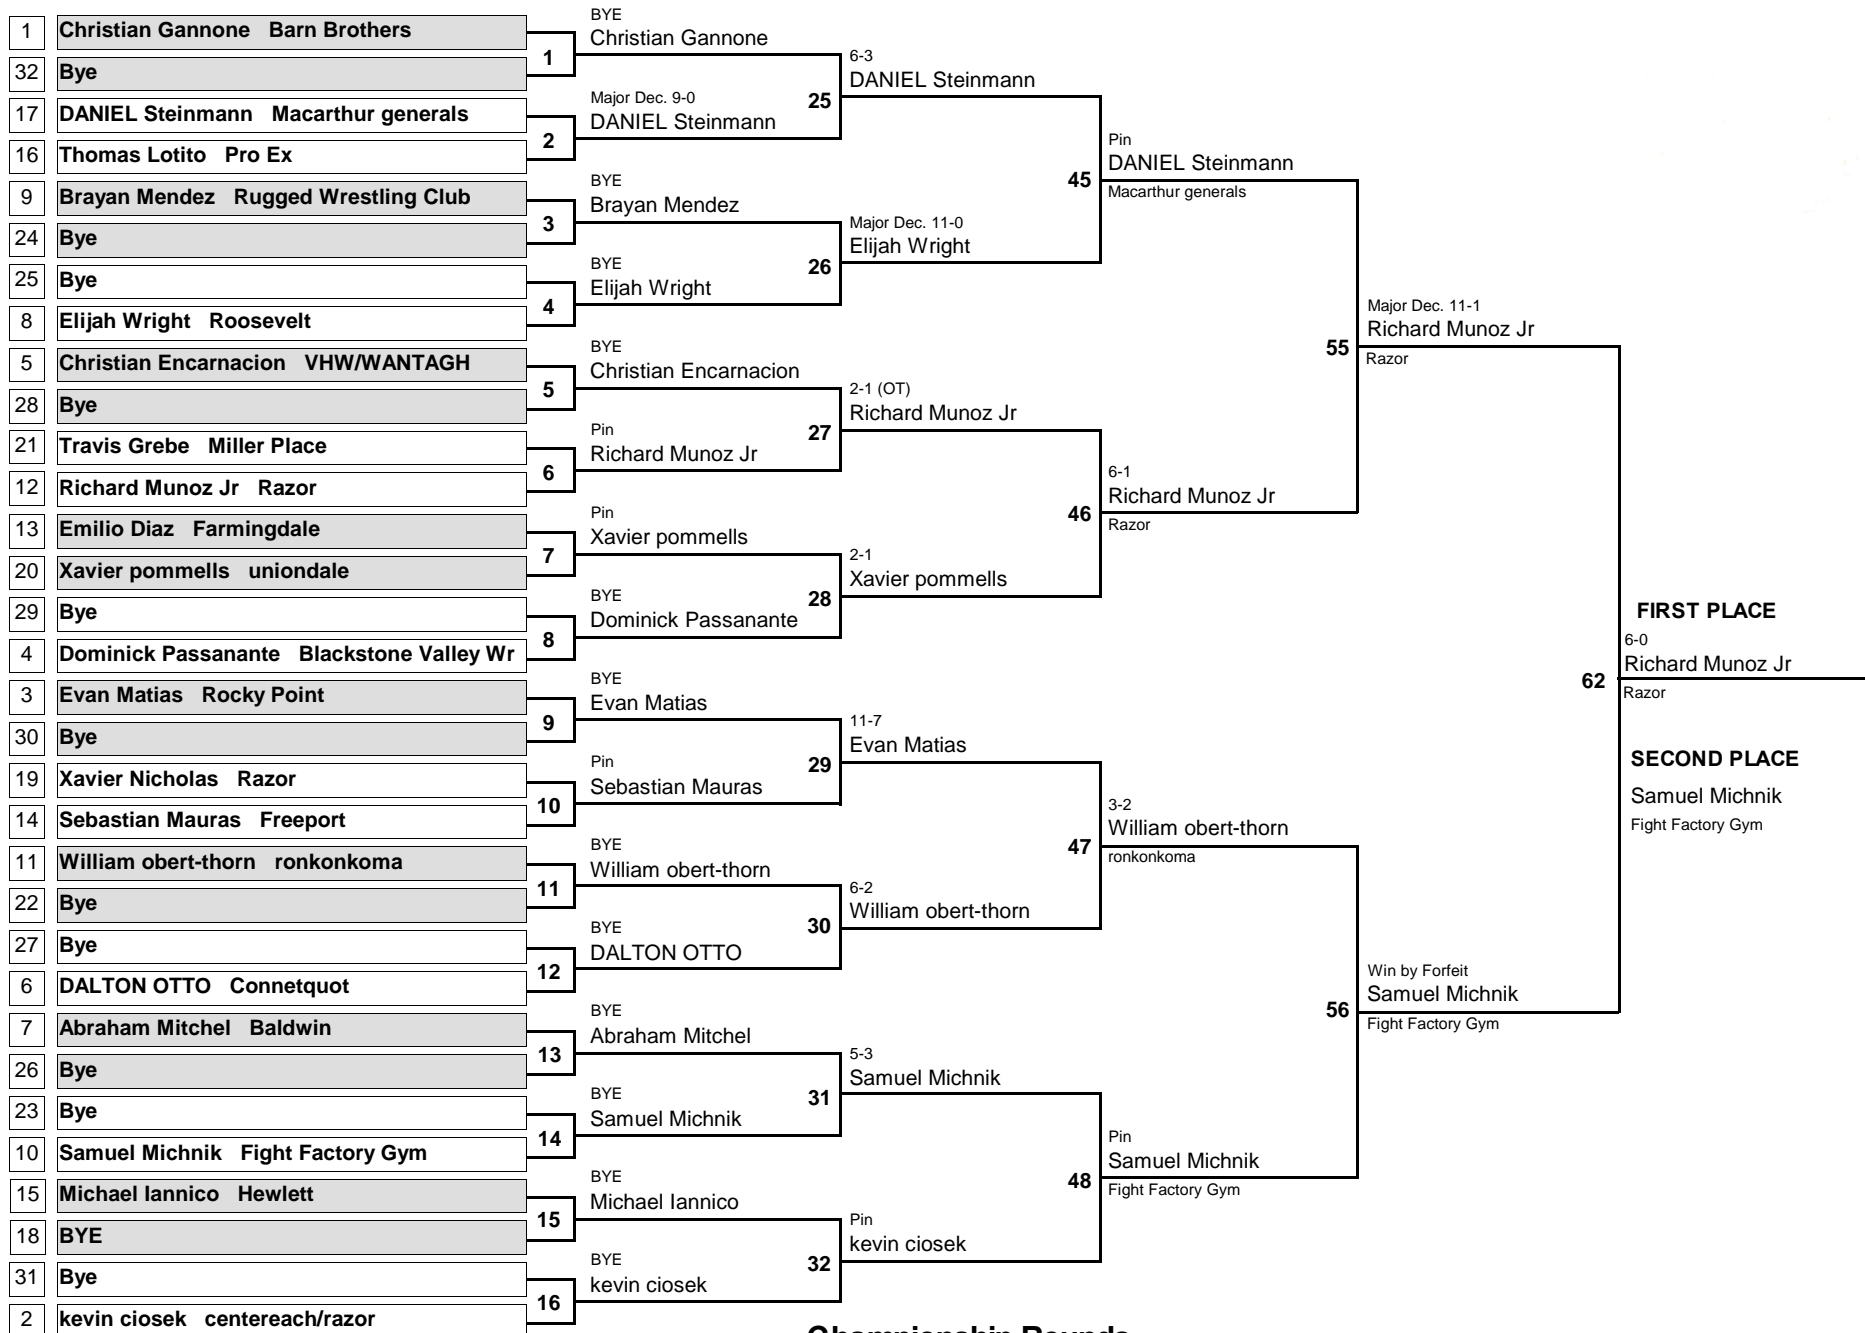 1 Christian Gannone Barn Brothers
32 Bye
17 DANIEL Steinmann Macarthur generals
16 Thomas Lotito Pro Ex
9 Brayan Mendez Rugged Wrestling Club
24 Bye
25 Bye
8 Elijah Wright Roosevelt
5 Christian Encarnacion VHW/WANTAGH
28 Bye
21 Travis Grebe Miller Place
12 Richard Munoz Jr Razor
13 Emilio Diaz Farmingdale
20 Xavier pommells uniondale
29 Bye
4 Dominick Passanante Blackstone Valley Wr
3 Evan Matias Rocky Point
30 Bye
19 Xavier Nicholas Razor
14 Sebastian Mauras Freeport
11 William obert-thorn ronkonkoma
22 Bye
27 Bye
6 DALTON OTTO Connetquot
7 Abraham Mitchel Baldwin
26 Bye
23 Bye
10 Samuel Michnik Fight Factory Gym
15 Michael Iannico Hewlett
18 BYE
31 Bye
2 kevin ciosek centereach/razor
1
2
3
4
5
6
7
8
9
10
11
12
13
14
15
16
BYE
Christian Gannone
Major Dec. 9-0
DANIEL Steinmann
BYE
Brayan Mendez
BYE
Elijah Wright
BYE
Christian Encarnacion
Pin
Richard Munoz Jr
Pin
Xavier pommells
BYE
Dominick Passanante
BYE
Evan Matias
Pin
Sebastian Mauras
BYE
William obert-thorn
BYE
DALTON OTTO
BYE
Abraham Mitchel
BYE
Samuel Michnik
BYE
Michael Iannico
BYE
kevin ciosek
25
26
27
28
29
30
31
32
6-3
DANIEL Steinmann
Major Dec. 11-0
Elijah Wright
2-1 (OT)
Richard Munoz Jr
2-1
Xavier pommells
11-7
Evan Matias
6-2
William obert-thorn
5-3
Samuel Michnik
Pin
kevin ciosek
45
46
47
48
Pin
DANIEL Steinmann
Macarthur generals
6-1
Richard Munoz Jr
Razor
3-2
William obert-thorn
ronkonkoma
Pin
Samuel Michnik
Fight Factory Gym
55
56
Major Dec. 11-1
Richard Munoz Jr
Razor
Win by Forfeit
Samuel Michnik
Fight Factory Gym
62
FIRST PLACE
6-0
Richard Munoz Jr
Razor
SECOND PLACE
Samuel Michnik
Fight Factory Gym
Championship Rounds